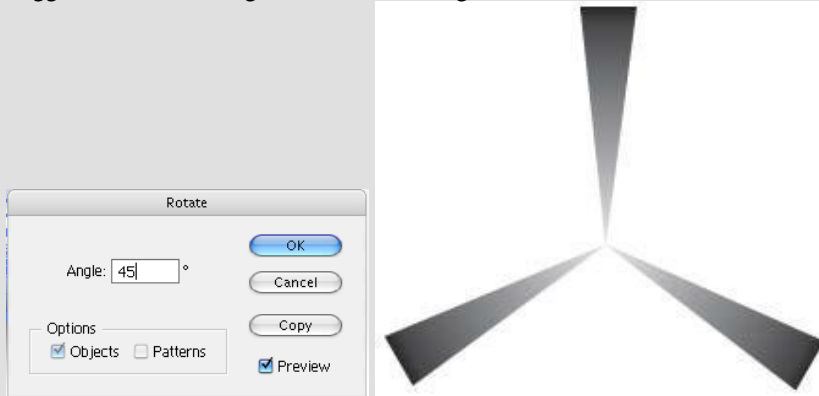 Rotate
Angle: 45 °
OK
Cancel
Copy
Options
Objects
Patterns
Preview